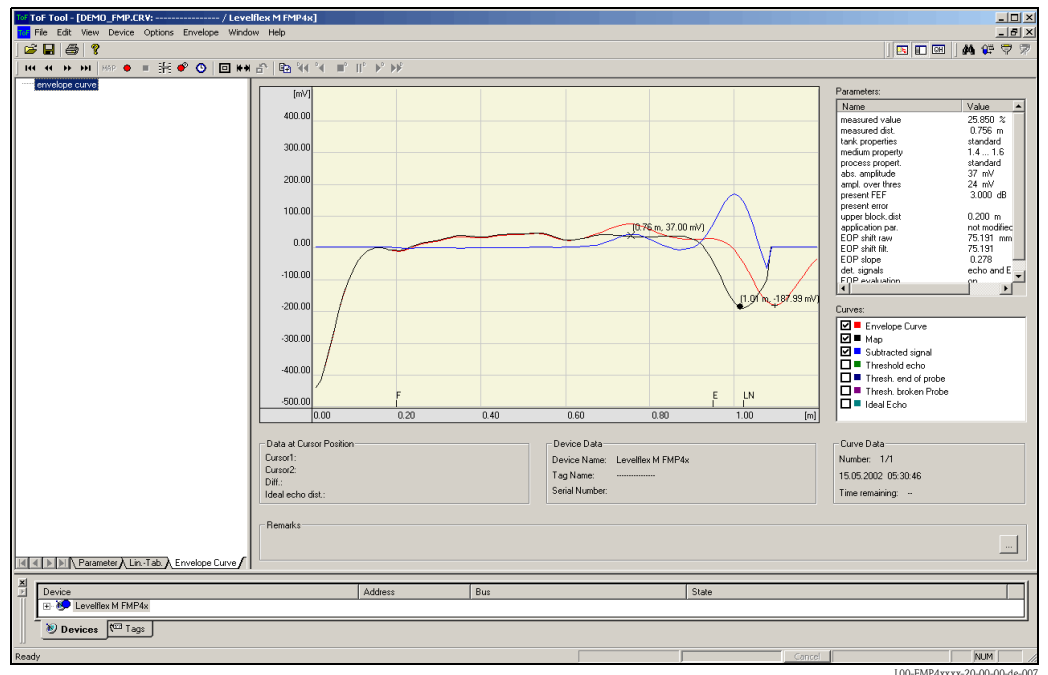 ToF Tool - [DEMO_FMP.CRV: ---------------- / Levelflex M FMP4x]
File Edit View Device Options Envelope Window Help
MAP
envelope curve
[mV]
400.00
300.00
200.00
100.00
0.00
-100.00
-200.00
-300.00
-400.00
-500.00
(0.76 m, 37.00 mV)
(1.01 m, -187.99 mV)
F E LN
0.00 0.20 0.40 0.60 0.80 1.00 [m]
Parameters:
Name Value
measured value 25.850 %
measured dist. 0.756 m
tank properties standard
medium property 1.4 ... 1.6
process propert. standard
abs. amplitude 37 mV
ampl. over thres 24 mV
present FEF 3.000 dB
present error
upper block.dist 0.200 m
application par. not modified
EOP shift raw 75.191 mm
EOP shift filt. 75.191
EOP slope 0.278
det. signals echo and E
EOP evaluation on
Curves:
Envelope Curve
Map
Subtracted signal
Threshold echo
Thresh. end of probe
Thresh. broken Probe
Ideal Echo
Data at Cursor Position
Cursor1:
Cursor2:
Diff.:
Ideal echo dist.:
Device Data
Device Name: Levelflex M FMP4x
Tag Name: ----------------
Serial Number:
Curve Data
Number: 1/1
15.05.2002 05:30:46
Time remaining: --
Remarks
...
Parameter Lin.-Tab. Envelope Curve
Device Address Bus State
Levelflex M FMP4x
Devices Tags
Ready Cancel NUM
L00-FMP4xxxx-20-00-00-de-007